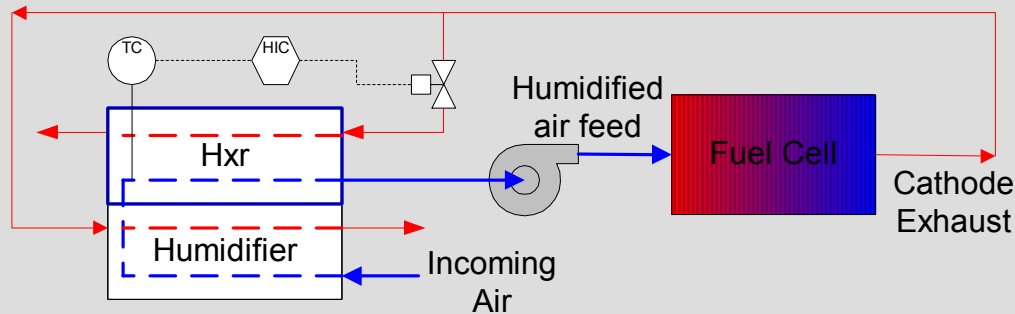 TC
HIC
Humidified
air feed
Hxr
Fuel Cell
Cathode
Exhaust
Humidifier
Incoming
Air